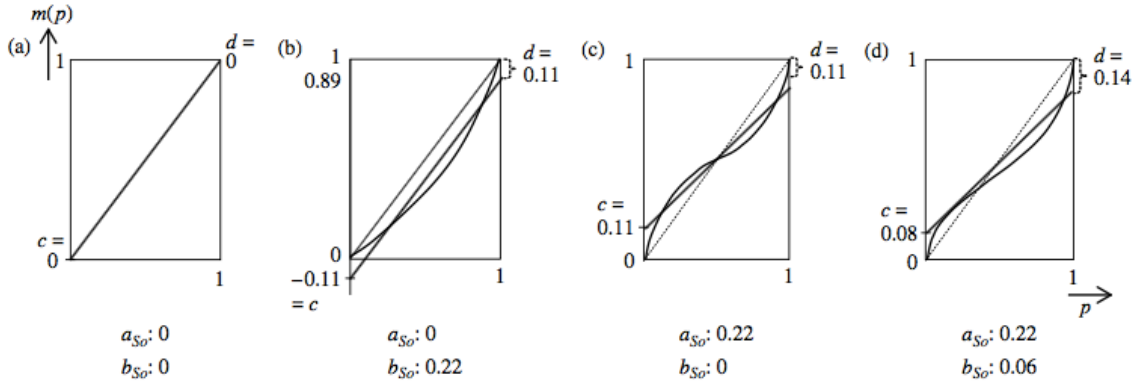 m(p)
(a)
d =
0
1
c =
0
1
a_So: 0
b_So: 0
(b)
1
0.89
d =
0.11
0
−0.11
= c
1
a_So: 0
b_So: 0.22
(c)
1
d =
0.11
c =
0.11
0
1
a_So: 0.22
b_So: 0
(d)
1
d =
0.14
c =
0.08
0
1
p
a_So: 0.22
b_So: 0.06